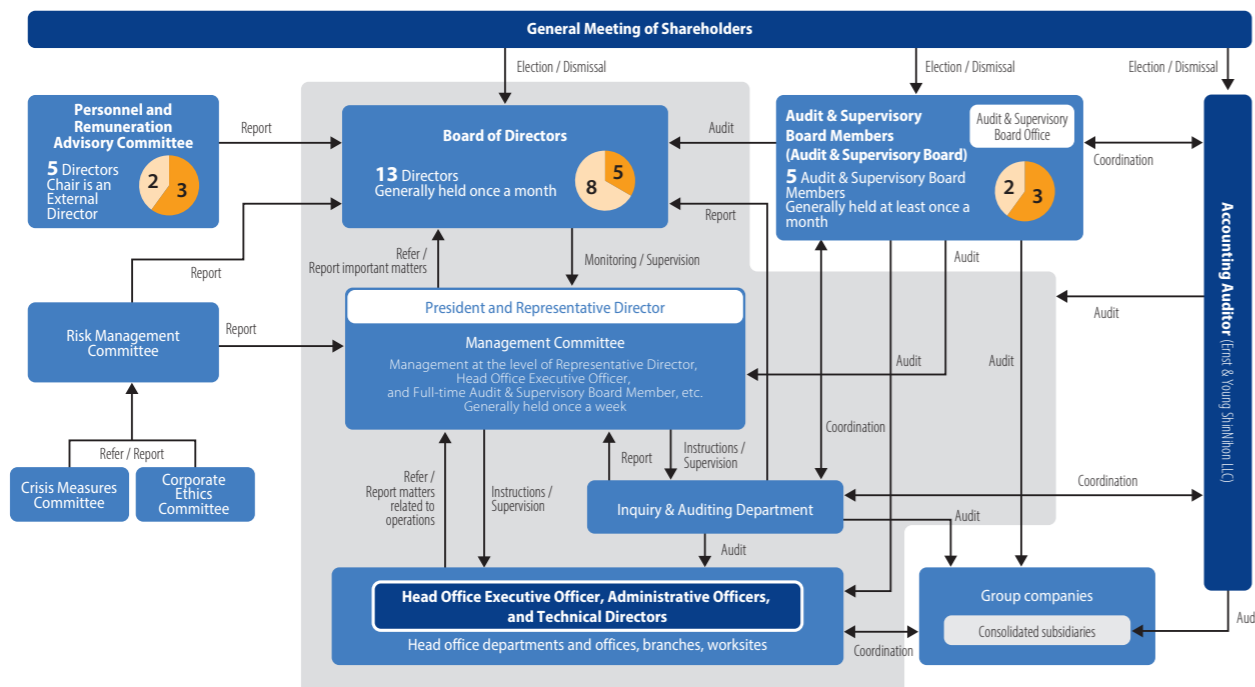 General Meeting of Shareholders
Election / Dismissal
Election / Dismissal
Election / Dismissal
Personnel and
Remuneration
Advisory Committee
5 Directors
Chair is an
External
Director
2
3
Report
Board of Directors
13 Directors
Generally held once a month
8
5
Audit
Audit & Supervisory
Board Members
(Audit & Supervisory Board)
5 Audit & Supervisory Board
Members
Generally held at least once a
month
Audit & Supervisory
Board Office
2
3
Coordination
Accounting Auditor (Ernst & Young ShinNihon LLC)
Report
Report
Refer /
Report important matters
Monitoring / Supervision
Audit
Audit
Risk Management
Committee
Report
President and Representative Director
Management Committee
Management at the level of Representative Director,
Head Office Executive Officer,
and Full-time Audit & Supervisory Board Member, etc.
Generally held once a week
Audit
Audit
Refer / Report
Crisis Measures
Committee
Corporate
Ethics
Committee
Refer /
Report matters
related to
operations
Instructions /
Supervision
Report
Instructions /
Supervision
Coordination
Inquiry & Auditing Department
Coordination
Audit
Audit
Head Office Executive Officer, Administrative Officers,
and Technical Directors
Head office departments and offices, branches, worksites
Coordination
Group companies
Consolidated subsidiaries
Aud